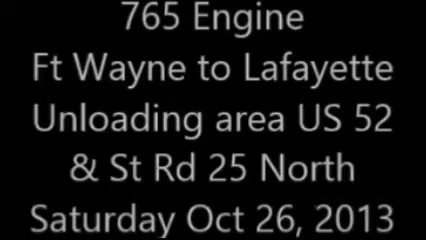 765 Engine
Ft Wayne to Lafayette
Unloading area US 52
& St Rd 25 North
Saturday Oct 26, 2013